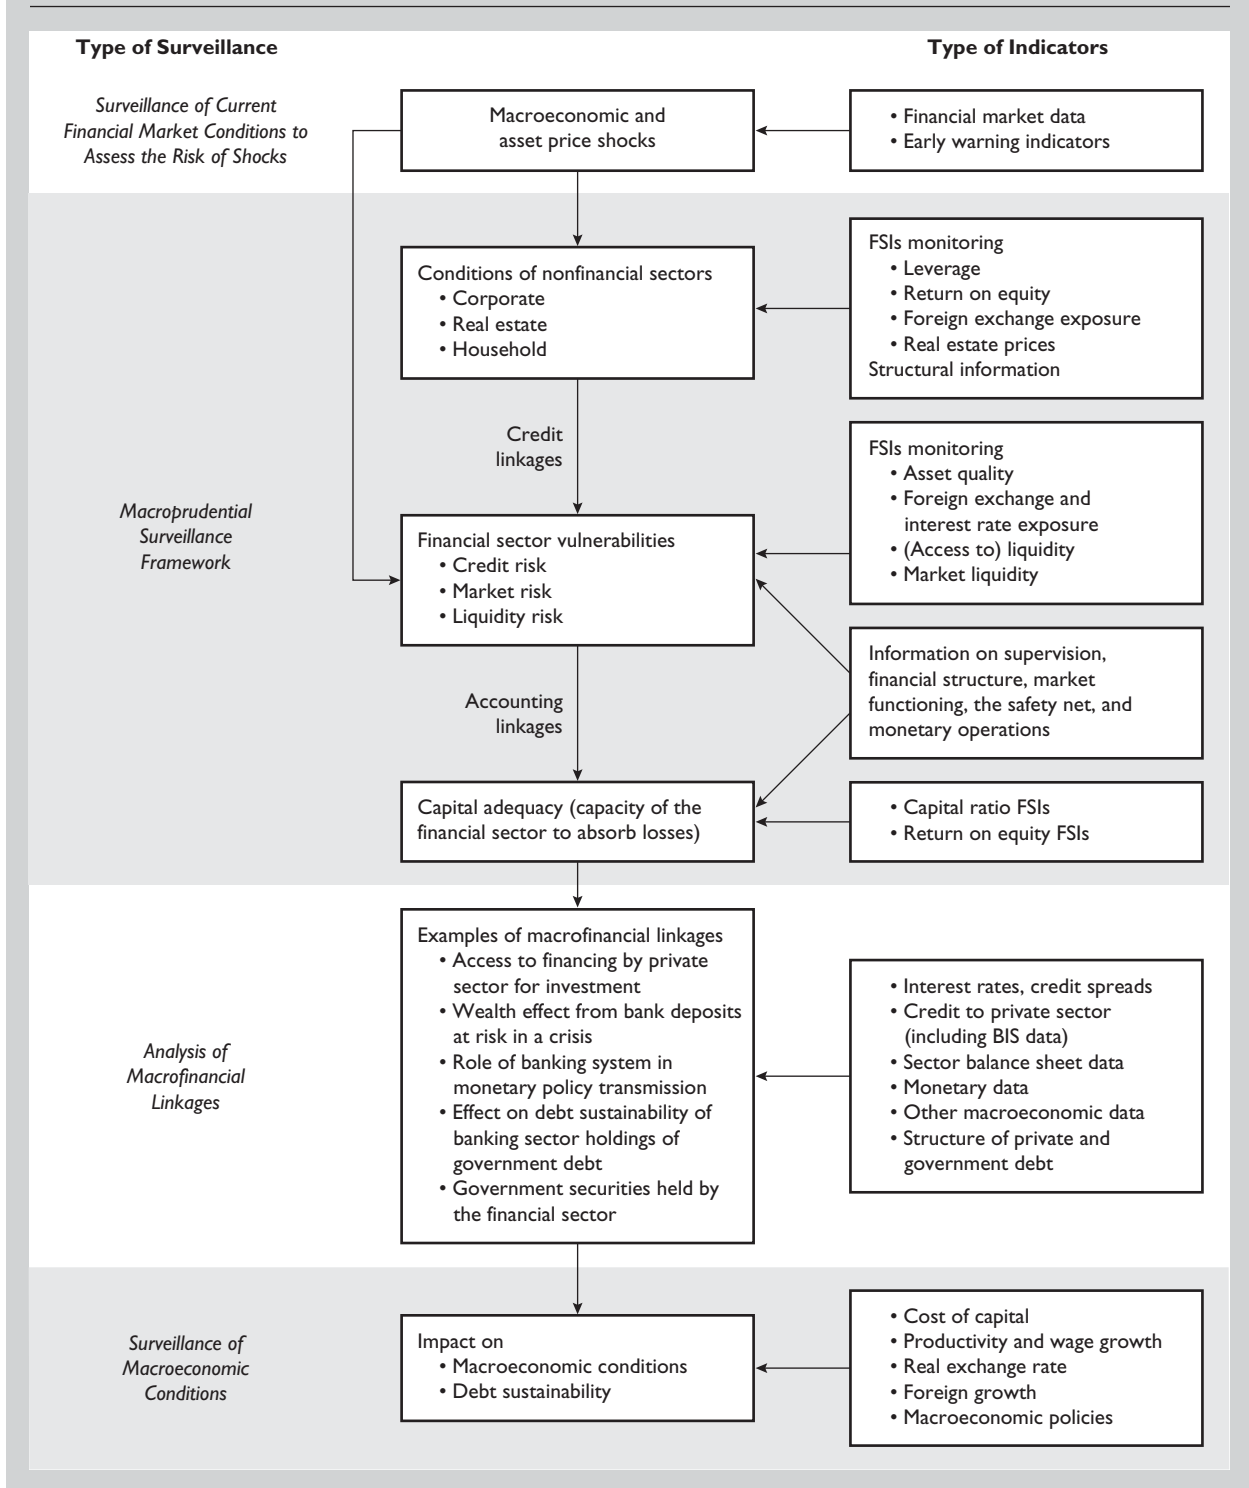 Type of Surveillance
Type of Indicators
Surveillance of Current
Financial Market Conditions to
Assess the Risk of Shocks
Macroeconomic and
asset price shocks
• Financial market data
• Early warning indicators
Macroprudential
Surveillance
Framework
Conditions of nonfinancial sectors
• Corporate
• Real estate
• Household
FSIs monitoring
• Leverage
• Return on equity
• Foreign exchange exposure
• Real estate prices
Structural information
Credit
linkages
Financial sector vulnerabilities
• Credit risk
• Market risk
• Liquidity risk
FSIs monitoring
• Asset quality
• Foreign exchange and
interest rate exposure
• (Access to) liquidity
• Market liquidity
Information on supervision,
financial structure, market
functioning, the safety net, and
monetary operations
Accounting
linkages
Capital adequacy (capacity of the
financial sector to absorb losses)
• Capital ratio FSIs
• Return on equity FSIs
Analysis of
Macrofinancial
Linkages
Examples of macrofinancial linkages
• Access to financing by private
sector for investment
• Wealth effect from bank deposits
at risk in a crisis
• Role of banking system in
monetary policy transmission
• Effect on debt sustainability of
banking sector holdings of
government debt
• Government securities held by
the financial sector
• Interest rates, credit spreads
• Credit to private sector
(including BIS data)
• Sector balance sheet data
• Monetary data
• Other macroeconomic data
• Structure of private and
government debt
Surveillance of
Macroeconomic
Conditions
Impact on
• Macroeconomic conditions
• Debt sustainability
• Cost of capital
• Productivity and wage growth
• Real exchange rate
• Foreign growth
• Macroeconomic policies